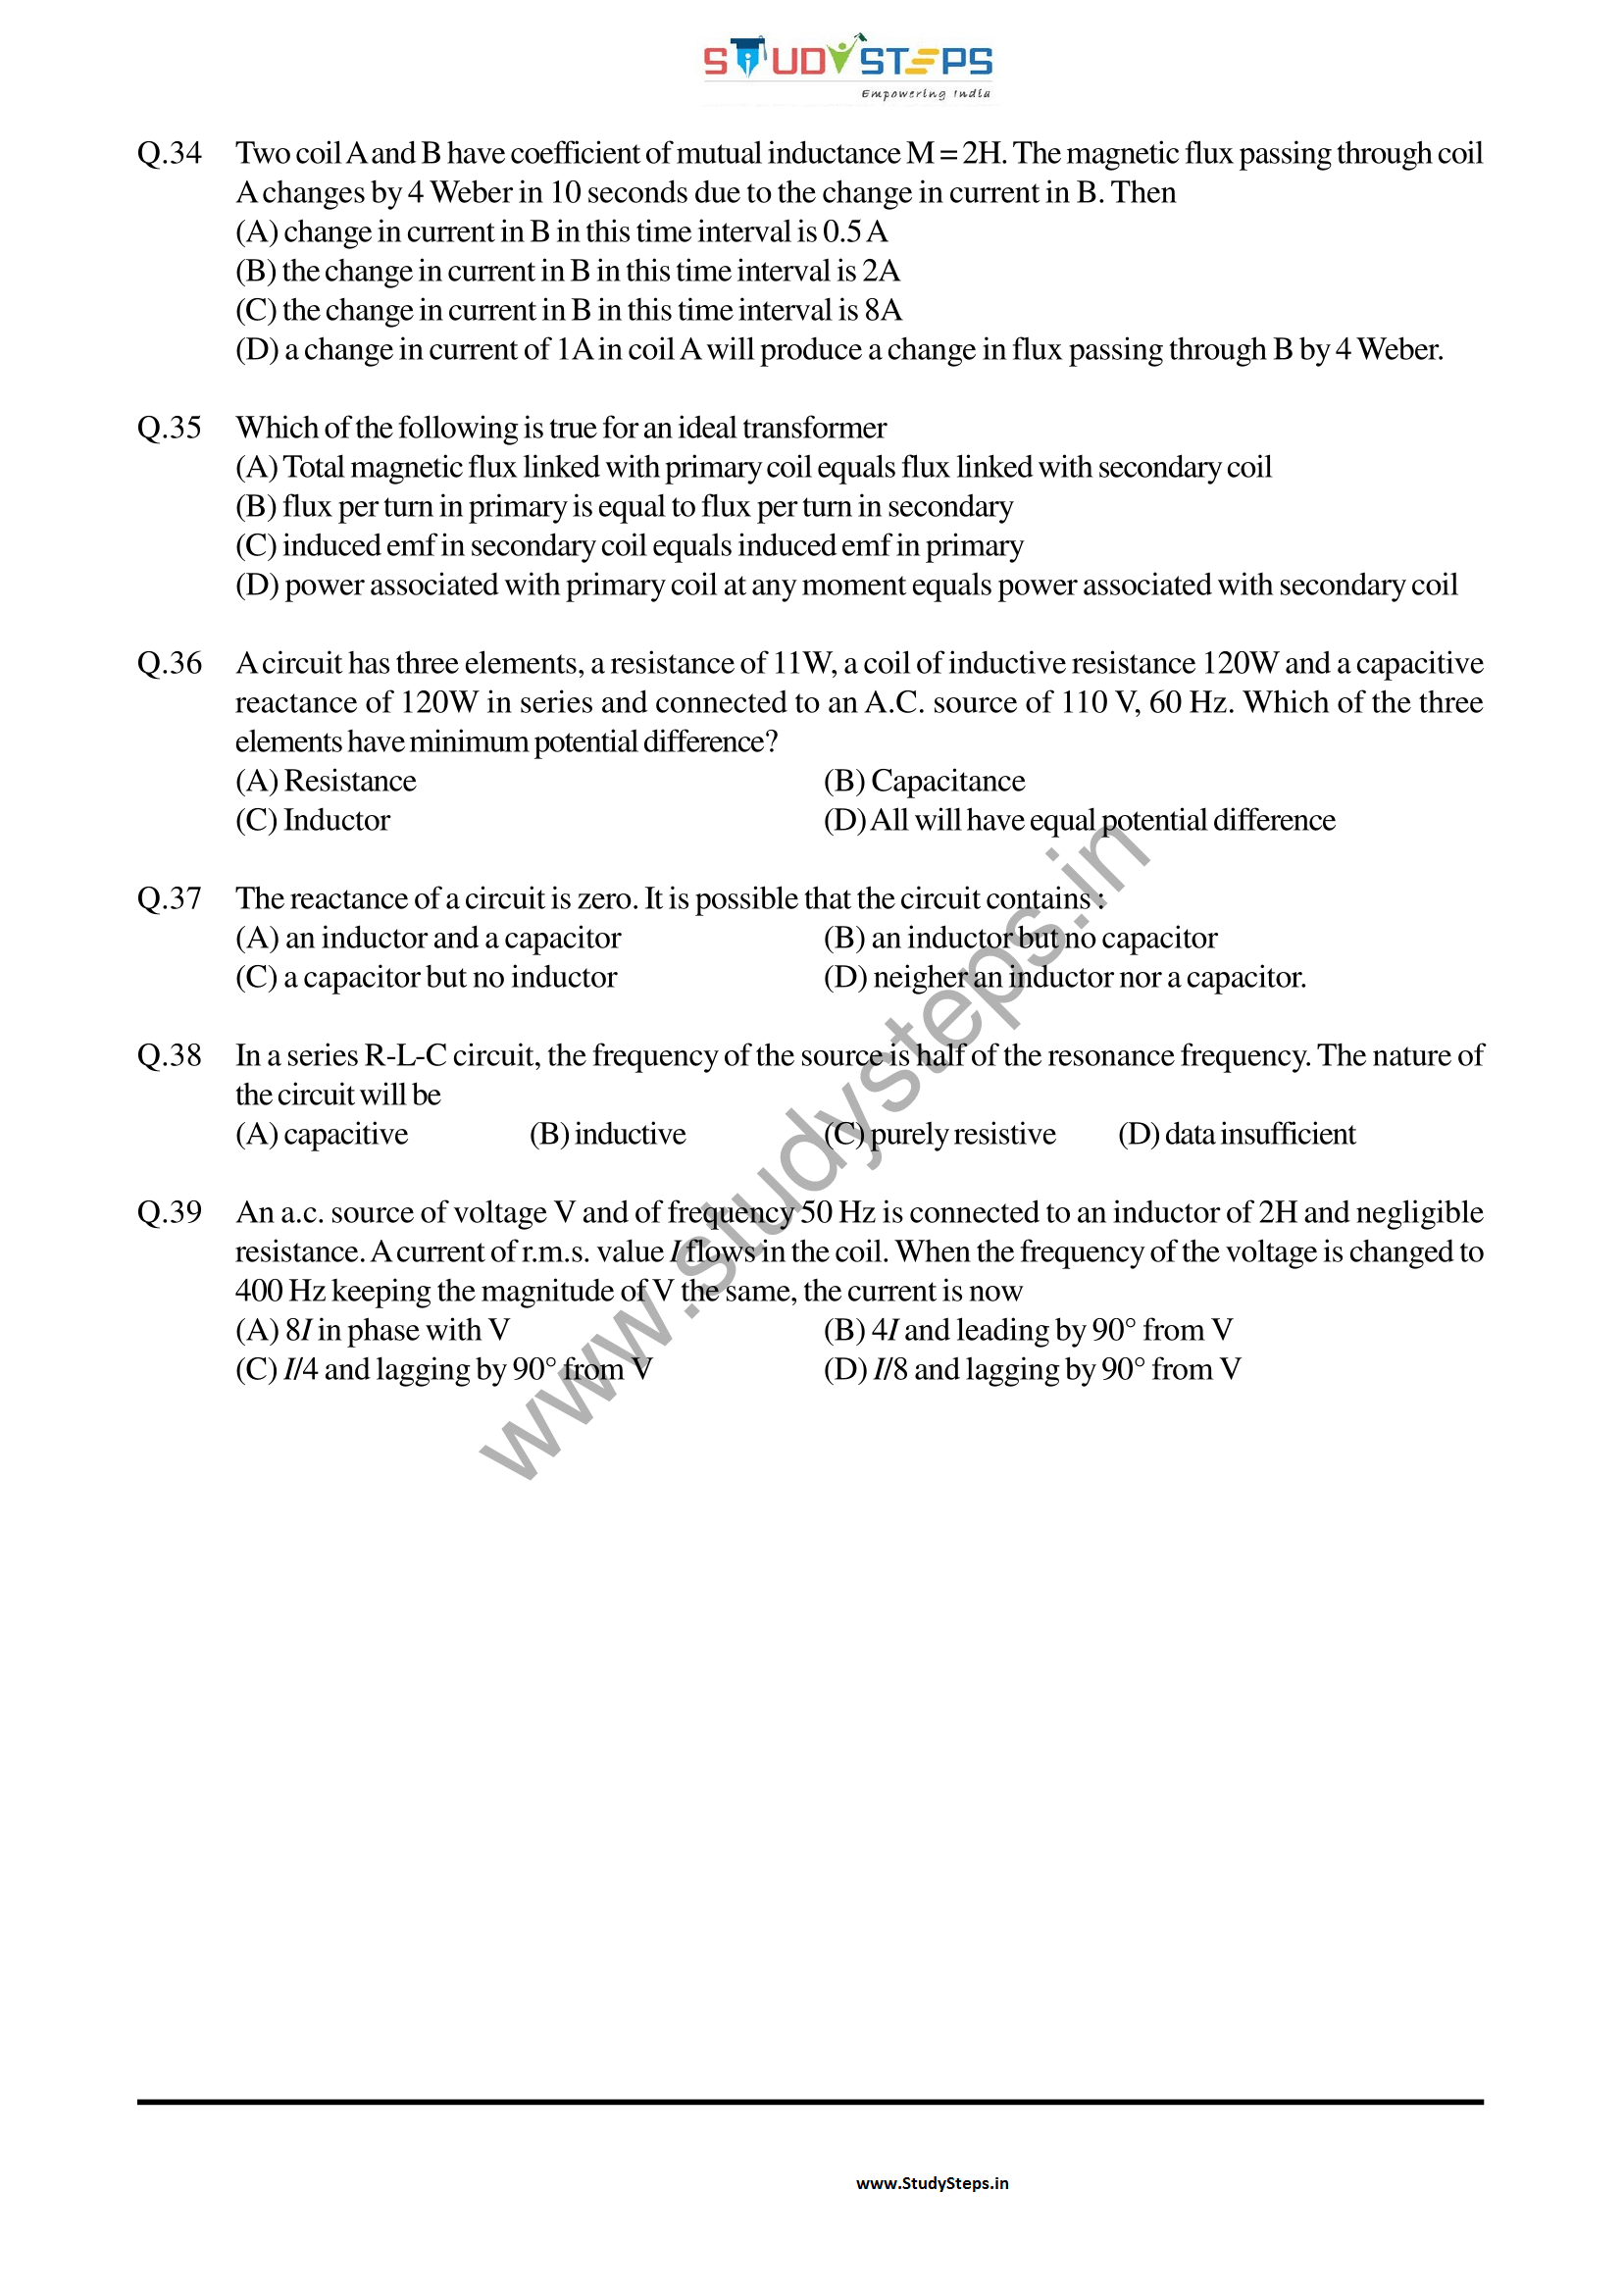 STUDYSTEPS
Empowering India
Q.34 Two coil A and B have coefficient of mutual inductance M = 2H. The magnetic flux passing through coil
A changes by 4 Weber in 10 seconds due to the change in current in B. Then
(A) change in current in B in this time interval is 0.5 A
(B) the change in current in B in this time interval is 2A
(C) the change in current in B in this time interval is 8A
(D) a change in current of 1A in coil A will produce a change in flux passing through B by 4 Weber.
Q.35 Which of the following is true for an ideal transformer
(A) Total magnetic flux linked with primary coil equals flux linked with secondary coil
(B) flux per turn in primary is equal to flux per turn in secondary
(C) induced emf in secondary coil equals induced emf in primary
(D) power associated with primary coil at any moment equals power associated with secondary coil
Q.36 A circuit has three elements, a resistance of 11W, a coil of inductive resistance 120W and a capacitive
reactance of 120W in series and connected to an A.C. source of 110 V, 60 Hz. Which of the three
elements have minimum potential difference?
(A) Resistance (B) Capacitance
(C) Inductor (D) All will have equal potential difference
Q.37 The reactance of a circuit is zero. It is possible that the circuit contains :
(A) an inductor and a capacitor (B) an inductor but no capacitor
(C) a capacitor but no inductor (D) neigher an inductor nor a capacitor.
Q.38 In a series R-L-C circuit, the frequency of the source is half of the resonance frequency. The nature of
the circuit will be
(A) capacitive (B) inductive (C) purely resistive (D) data insufficient
Q.39 An a.c. source of voltage V and of frequency 50 Hz is connected to an inductor of 2H and negligible
resistance. A current of r.m.s. value I flows in the coil. When the frequency of the voltage is changed to
400 Hz keeping the magnitude of V the same, the current is now
(A) 8I in phase with V (B) 4I and leading by 90° from V
(C) I/4 and lagging by 90° from V (D) I/8 and lagging by 90° from V
www.studysteps.in
www.StudySteps.in